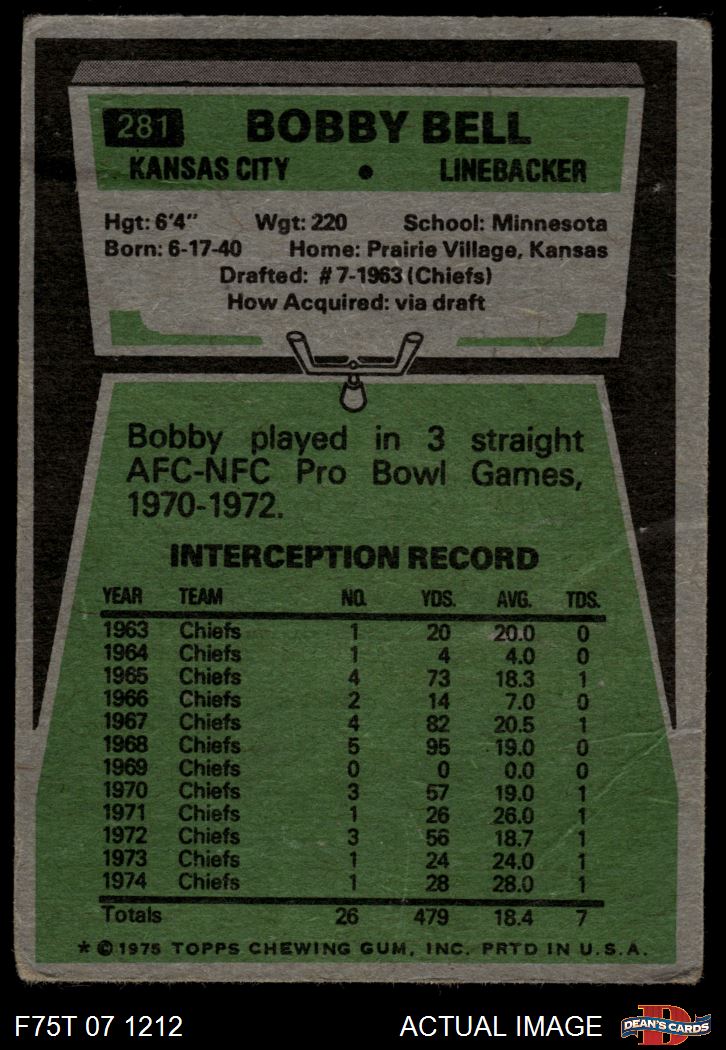 281 BOBBY BELL
KANSAS CITY • LINEBACKER
Hgt: 6'4" Wgt: 220 School: Minnesota
Born: 6-17-40 Home: Prairie Village, Kansas
Drafted: #7-1963 (Chiefs)
How Acquired: via draft
Bobby played in 3 straight
AFC-NFC Pro Bowl Games,
1970-1972.
INTERCEPTION RECORD
YEAR TEAM NO. YDS. AVG. TDS.
1963 Chiefs 1 20 20.0 0
1964 Chiefs 1 4 4.0 0
1965 Chiefs 4 73 18.3 1
1966 Chiefs 2 14 7.0 0
1967 Chiefs 4 82 20.5 1
1968 Chiefs 5 95 19.0 0
1969 Chiefs 0 0 0.0 0
1970 Chiefs 3 57 19.0 1
1971 Chiefs 1 26 26.0 1
1972 Chiefs 3 56 18.7 1
1973 Chiefs 1 24 24.0 1
1974 Chiefs 1 28 28.0 1
Totals 26 479 18.4 7
* © 1975 TOPPS CHEWING GUM, INC. PRTD IN U.S.A.
F75T 07 1212 ACTUAL IMAGE D DEAN'S CARDS